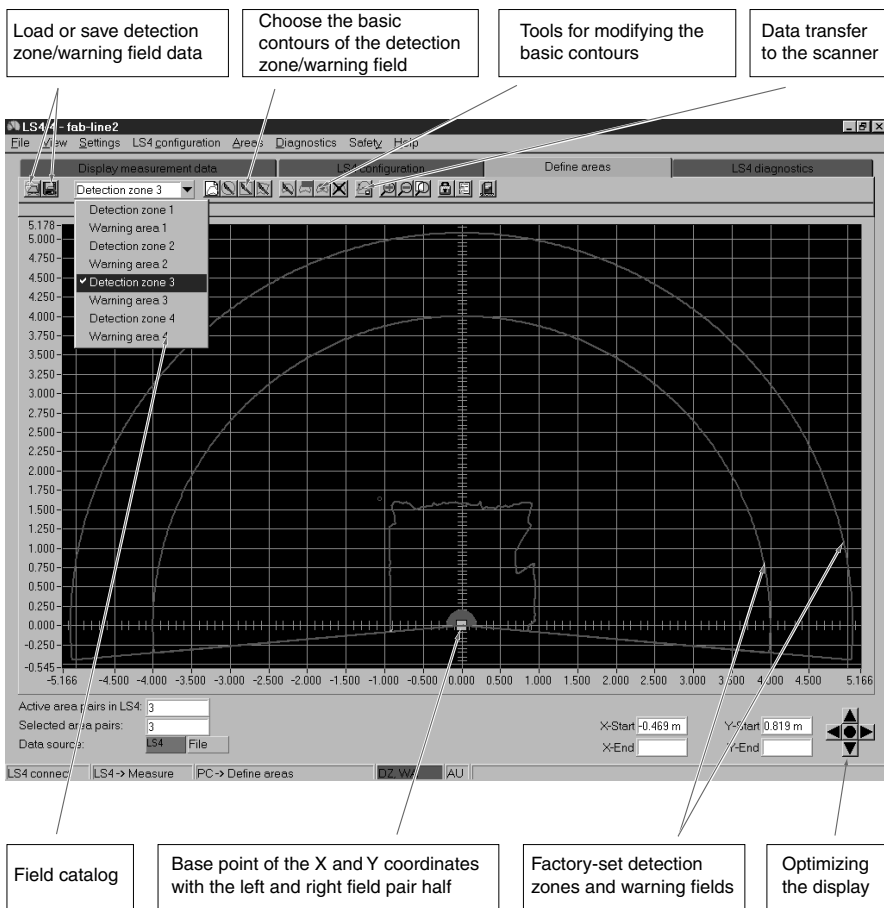 Load or save detection
zone/warning field data
Choose the basic
contours of the detection
zone/warning field
Tools for modifying the
basic contours
Data transfer
to the scanner
LS4-4 - fab-line2
File View Settings LS4 configuration Areas Diagnostics Safety Help
Display measurement data LS4 configuration Define areas LS4 diagnostics
Detection zone 3
Detection zone 1
Warning area 1
Detection zone 2
Warning area 2
Detection zone 3
Warning area 3
Detection zone 4
Warning area 4
5.178
5.000
4.750
4.500
4.250
4.000
3.750
3.500
3.250
3.000
2.750
2.500
2.250
2.000
1.750
1.500
1.250
1.000
0.750
0.500
0.250
0.000
-0.250
-0.545
-5.166 -4.500 -4.000 -3.500 -3.000 -2.500 -2.000 -1.500 -1.000 -0.500 0.000 0.500 1.000 1.500 2.000 2.500 3.000 3.500 4.000 4.500 5.166
Active area pairs in LS4: 3
Selected area pairs: 3
Data source: LS4 File
X-Start -0.469 m Y-Start 0.819 m
X-End Y-End
LS4 connect LS4-> Measure PC-> Define areas DZ, WA AU
Field catalog
Base point of the X and Y coordinates
with the left and right field pair half
Factory-set detection
zones and warning fields
Optimizing
the display